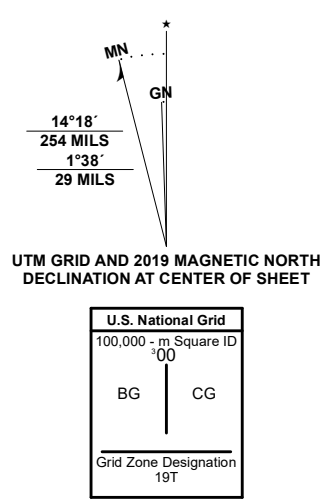 ★
MN
GN
14°18´
254 MILS
1°38´
29 MILS
UTM GRID AND 2019 MAGNETIC NORTH
DECLINATION AT CENTER OF SHEET
U.S. National Grid
100,000 - m Square ID
³00
BG CG
Grid Zone Designation
19T